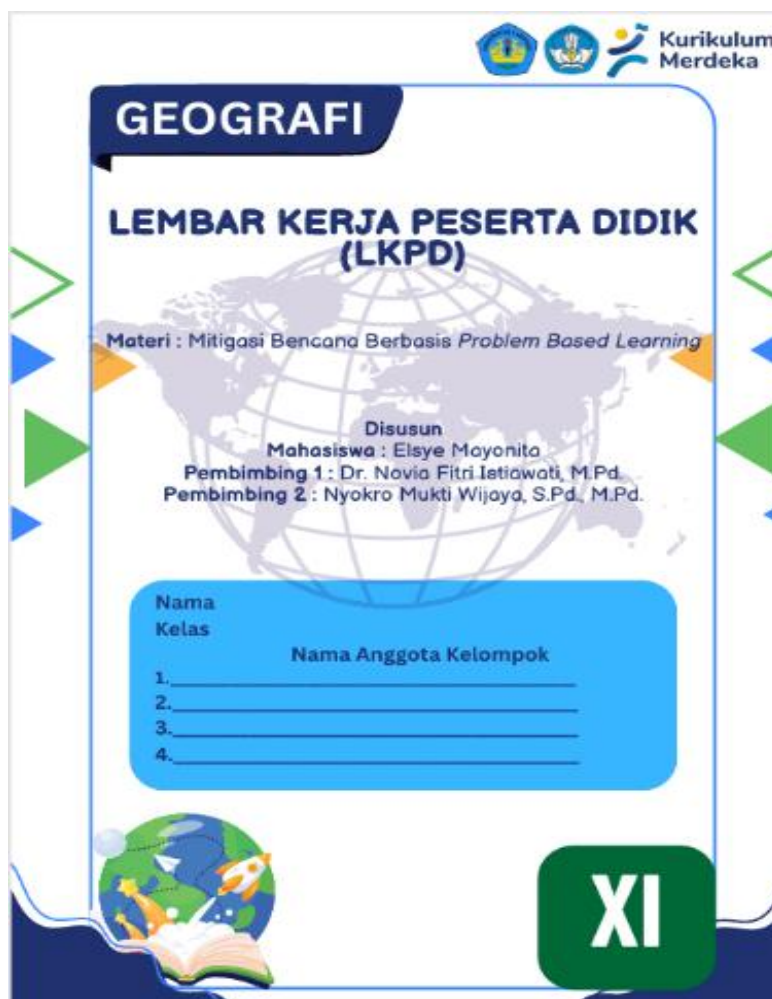 Kurikulum
Merdeka
GEOGRAFI
LEMBAR KERJA PESERTA DIDIK
(LKPD)
Materi : Mitigasi Bencana Berbasis Problem Based Learning
Disusun
Mahasiswa : Elsye Mayonita
Pembimbing 1 : Dr. Novia Fitri Istiawati, M.Pd.
Pembimbing 2 : Nyokro Mukti Wijaya, S.Pd., M.Pd.
Nama
Kelas
Nama Anggota Kelompok
1.
2.
3.
4.
XI